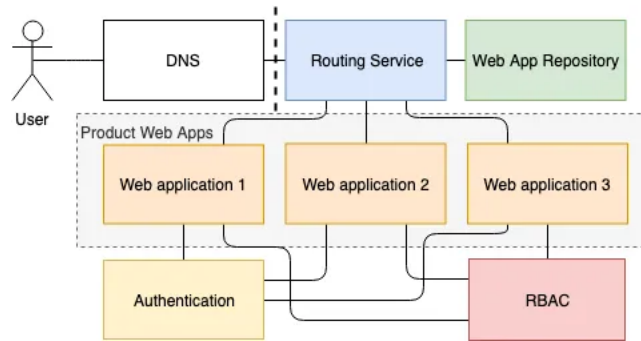 DNS
Routing Service
Web App Repository
User
Product Web Apps
Web application 1
Web application 2
Web application 3
Authentication
RBAC